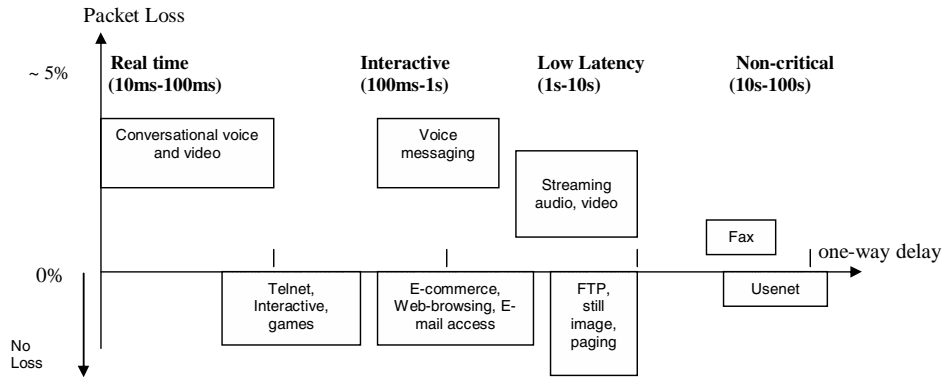 Packet Loss
~ 5%
Real time
(10ms-100ms)
Interactive
(100ms-1s)
Low Latency
(1s-10s)
Non-critical
(10s-100s)
Conversational voice
and video
Voice
messaging
Streaming
audio, video
Fax
one-way delay
0%
Telnet,
Interactive,
games
E-commerce,
Web-browsing, E-
mail access
FTP,
still
image,
paging
Usenet
No
Loss